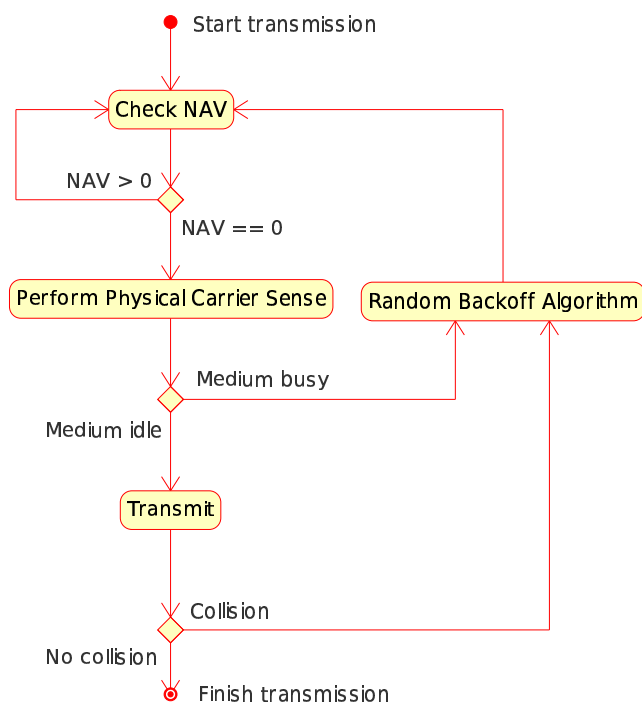 Start transmission
Check NAV
NAV > 0
NAV == 0
Perform Physical Carrier Sense
Random Backoff Algorithm
Medium busy
Medium idle
Transmit
Collision
No collision
Finish transmission